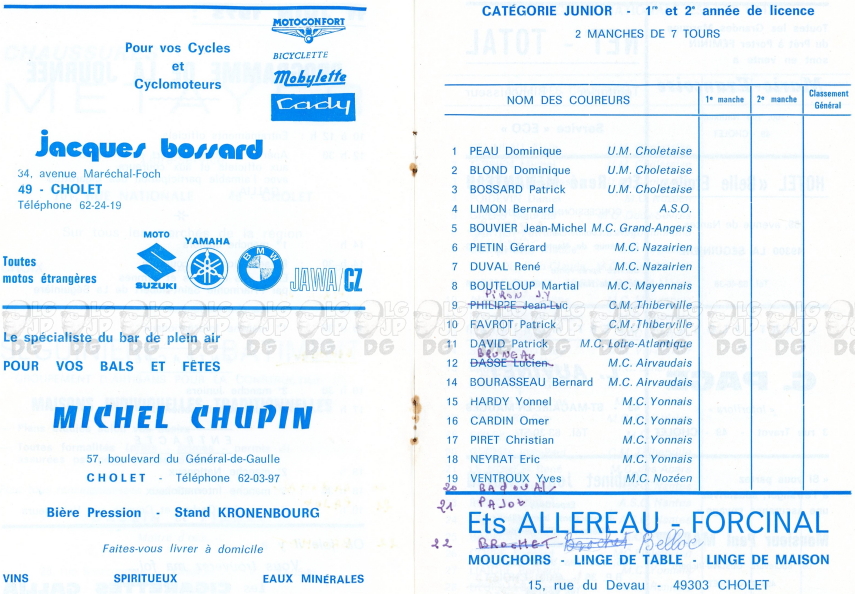 MOTOCONFORT
Pour vos Cycles
et
Cyclomoteurs
BICYCLETTE
Mobylette
Cady
jacques bossard
34, avenue Maréchal-Foch
49 - CHOLET
Téléphone 62-24-19
Toutes
motos étrangères
MOTO
SUZUKI
YAMAHA
BMW
JAWA/CZ
Le spécialiste du bar de plein air
POUR VOS BALS ET FÊTES
MICHEL CHUPIN
57, boulevard du Général-de-Gaulle
CHOLET - Téléphone 62-03-97
Bière Pression - Stand KRONENBOURG
Faites-vous livrer à domicile
VINS SPIRITUEUX EAUX MINÉRALES
CATÉGORIE JUNIOR - 1re et 2e année de licence
2 MANCHES DE 7 TOURS
NOM DES COUREURS 1e manche 2e manche Classement Général
1 PEAU Dominique U.M. Choletaise
2 BLOND Dominique U.M. Choletaise
3 BOSSARD Patrick U.M. Choletaise
4 LIMON Bernard A.S.O.
5 BOUVIER Jean-Michel M.C. Grand-Angers
6 PIETIN Gérard M.C. Nazairien
7 DUVAL René M.C. Nazairien
8 BOUTELOUP Martial M.C. Mayennais
PIRON J.Y
9 PHILIPPE Jean-Luc C.M. Thiberville
10 FAVROT Patrick C.M. Thiberville
11 DAVID Patrick M.C. Loire-Atlantique
BRUNEAU
12 DASSE Lucien M.C. Airvaudais
14 BOURASSEAU Bernard M.C. Airvaudais
15 HARDY Yonnel M.C. Yonnais
16 CARDIN Omer M.C. Yonnais
17 PIRET Christian M.C. Yonnais
18 NEYRAT Eric M.C. Yonnais
19 VENTROUX Yves M.C. Nozéen
20
21 PAJOB
Ets ALLEREAU - FORCINAL
22 BROCHET Brochet Belloc
MOUCHOIRS - LINGE DE TABLE - LINGE DE MAISON
15, rue du Devau - 49303 CHOLET